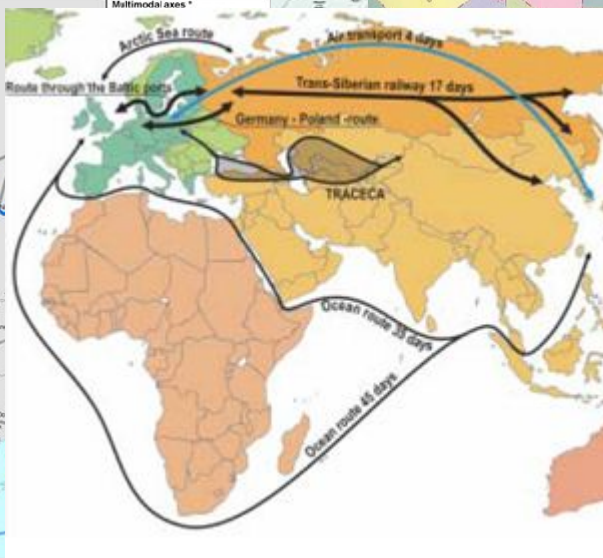 Multimodal axes *
Arctic Sea route
Air transport 4 days
Route through the Baltic ports
Trans-Siberian railway 17 days
Germany - Poland -route
TRACECA
Ocean route 35 days
Ocean route 45 days